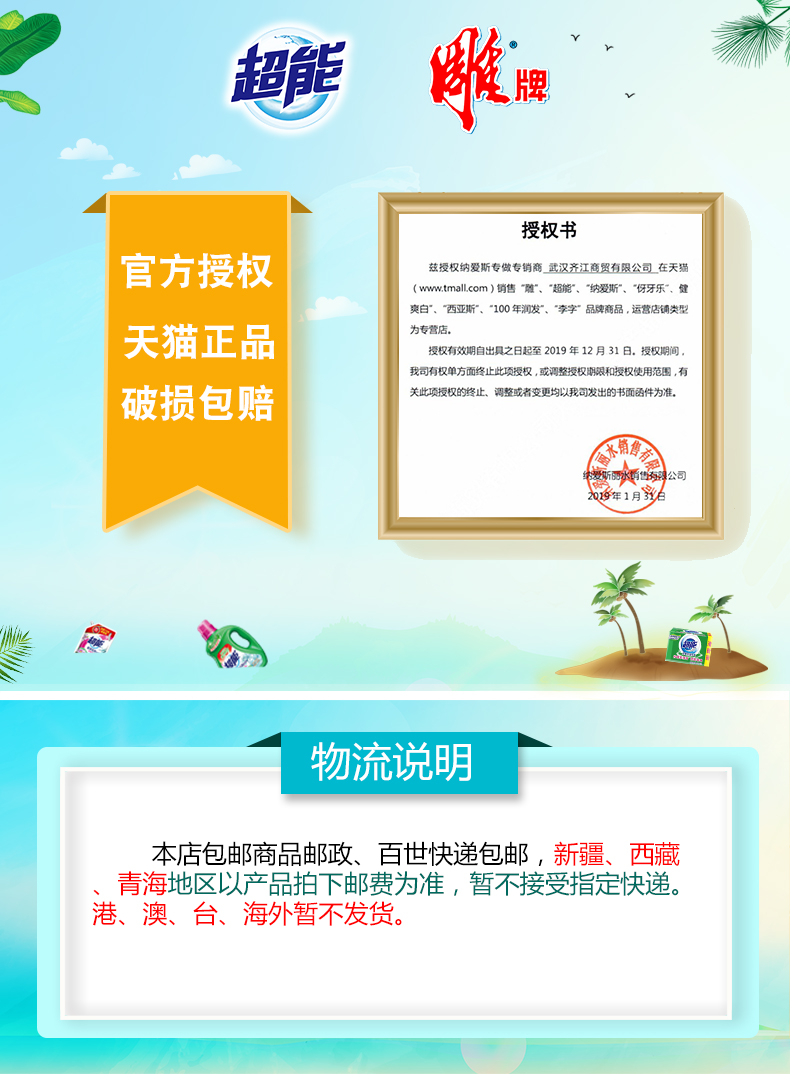 超能
雕牌®
官方授权
天猫正品
破损包赔
授权书
兹授权纳爱斯专做专销商 武汉齐江商贸有限公司 在天猫
（www.tmall.com）销售“雕”、“超能”、“纳爱斯”、“伢牙乐”、健
爽白”、“西亚斯”、“100年润发”、“李字”品牌商品，运营店铺类型
为专营店。
授权有效期自出具之日起至 2019 年 12 月 31 日。授权期间，
我司有权单方面终止此项授权，或调整授权期限和授权使用范围，有
关此项授权的终止、调整或者变更均以我司发出的书面函件为准。
纳爱斯丽水销售有限公司
2019 年 1 月 31 日
超能
超能
超能
物流说明
本店包邮商品邮政、百世快递包邮，新疆、西藏
、青海地区以产品拍下邮费为准，暂不接受指定快递。
港、澳、台、海外暂不发货。